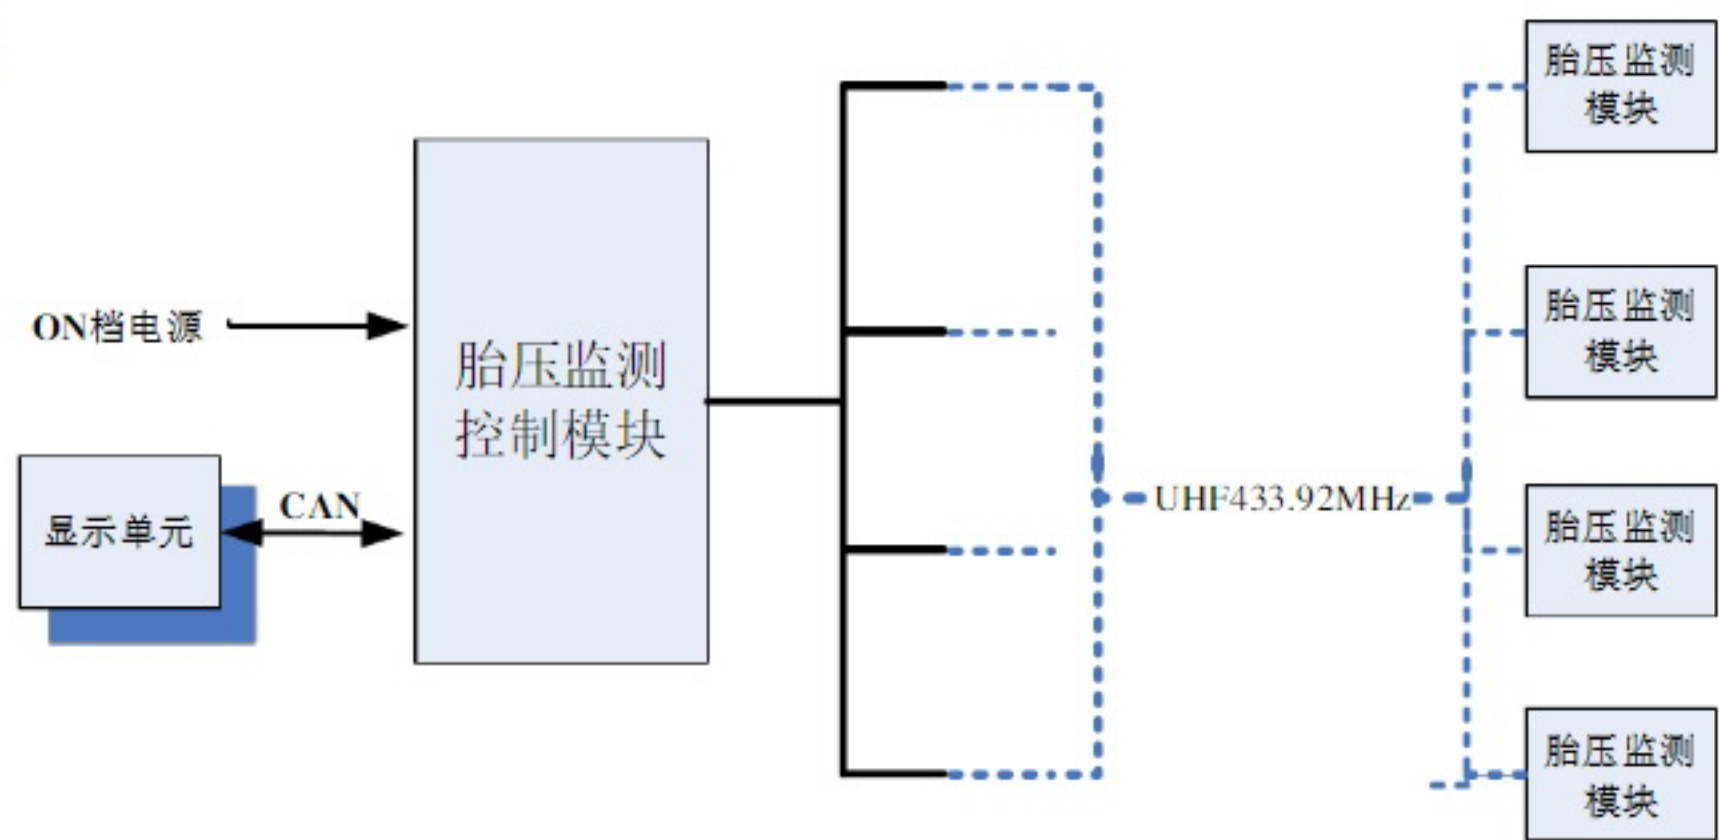 ON档电源
显示单元
CAN
胎压监测
控制模块
UHF433.92MHz
胎压监测
模块
胎压监测
模块
胎压监测
模块
胎压监测
模块